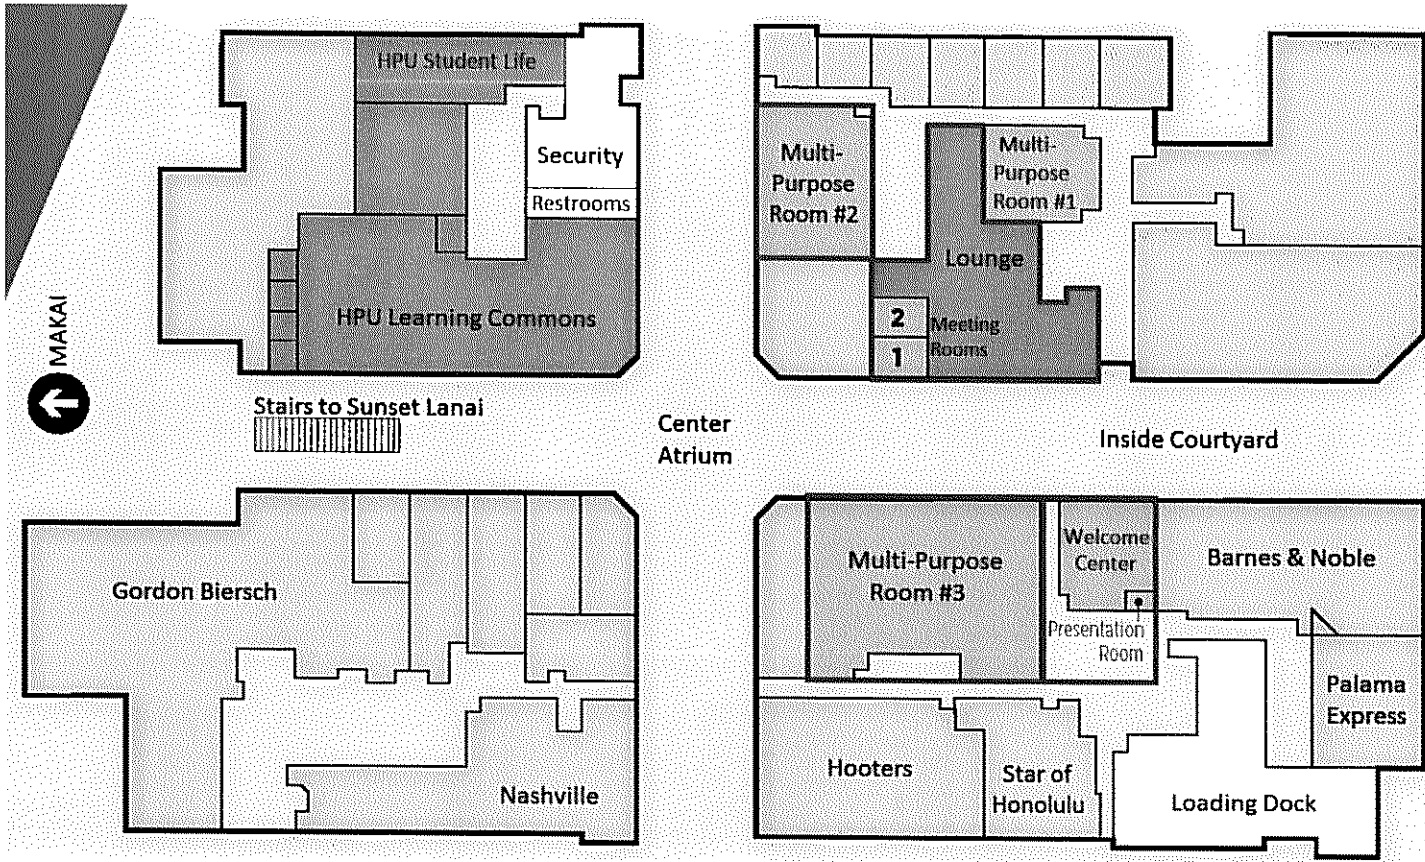 HPU Student Life
Security
Restrooms
HPU Learning Commons
Multi-
Purpose
Room #2
Multi-
Purpose
Room #1
Lounge
2
1
Meeting
Rooms
MAKAI
Stairs to Sunset Lanai
Center
Atrium
Inside Courtyard
Gordon Biersch
Nashville
Multi-Purpose
Room #3
Welcome
Center
Presentation
Room
Barnes & Noble
Palama
Express
Hooters
Star of
Honolulu
Loading Dock